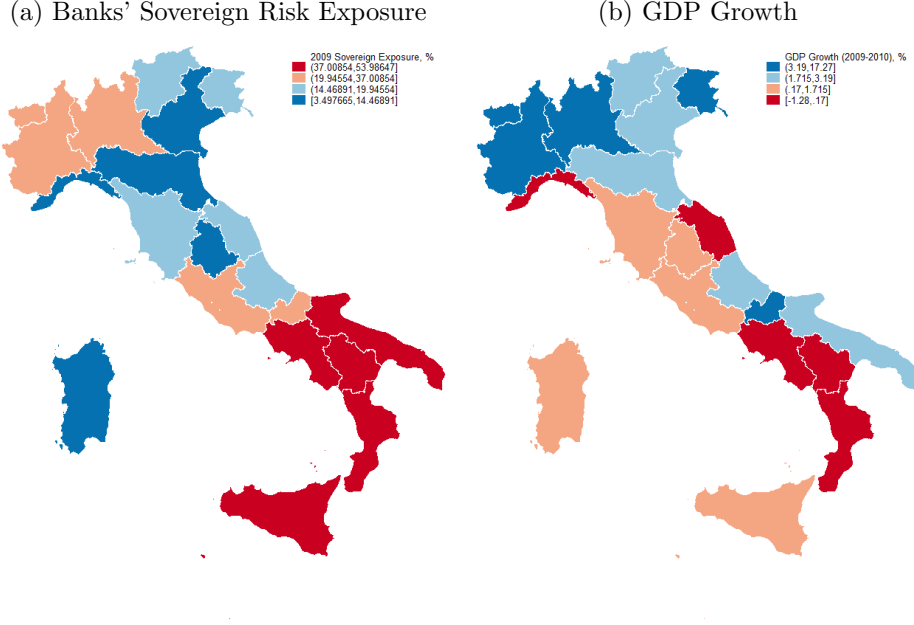 (a) Banks' Sovereign Risk Exposure
2009 Sovereign Exposure, %
(37.00854,53.98647]
(19.94554,37.00854]
(14.46891,19.94554]
[3.497665,14.46891]
(b) GDP Growth
GDP Growth (2009-2010), %
(3.19,17.27]
(1.715,3.19]
(.17,1.715]
[-1.28,.17]